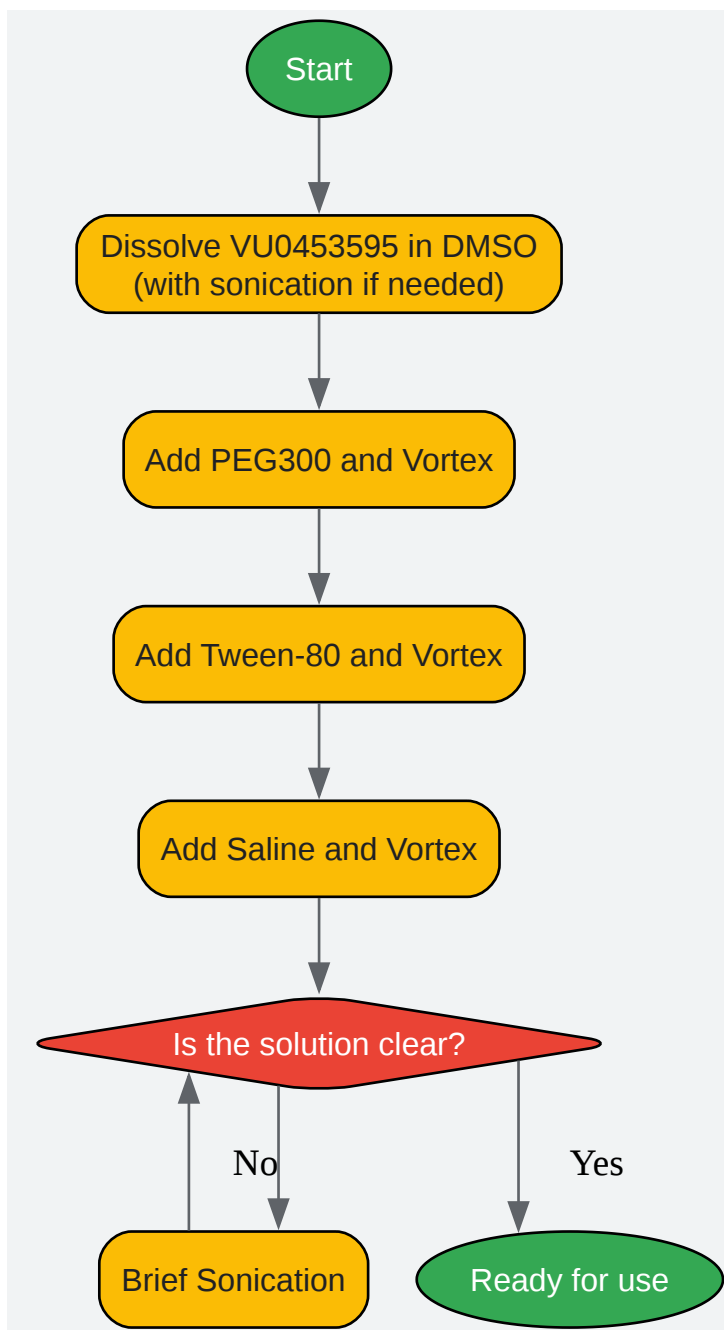 Start
Dissolve VU0453595 in DMSO
(with sonication if needed)
Add PEG300 and Vortex
Add Tween-80 and Vortex
Add Saline and Vortex
Is the solution clear?
No
Yes
Brief Sonication
Ready for use